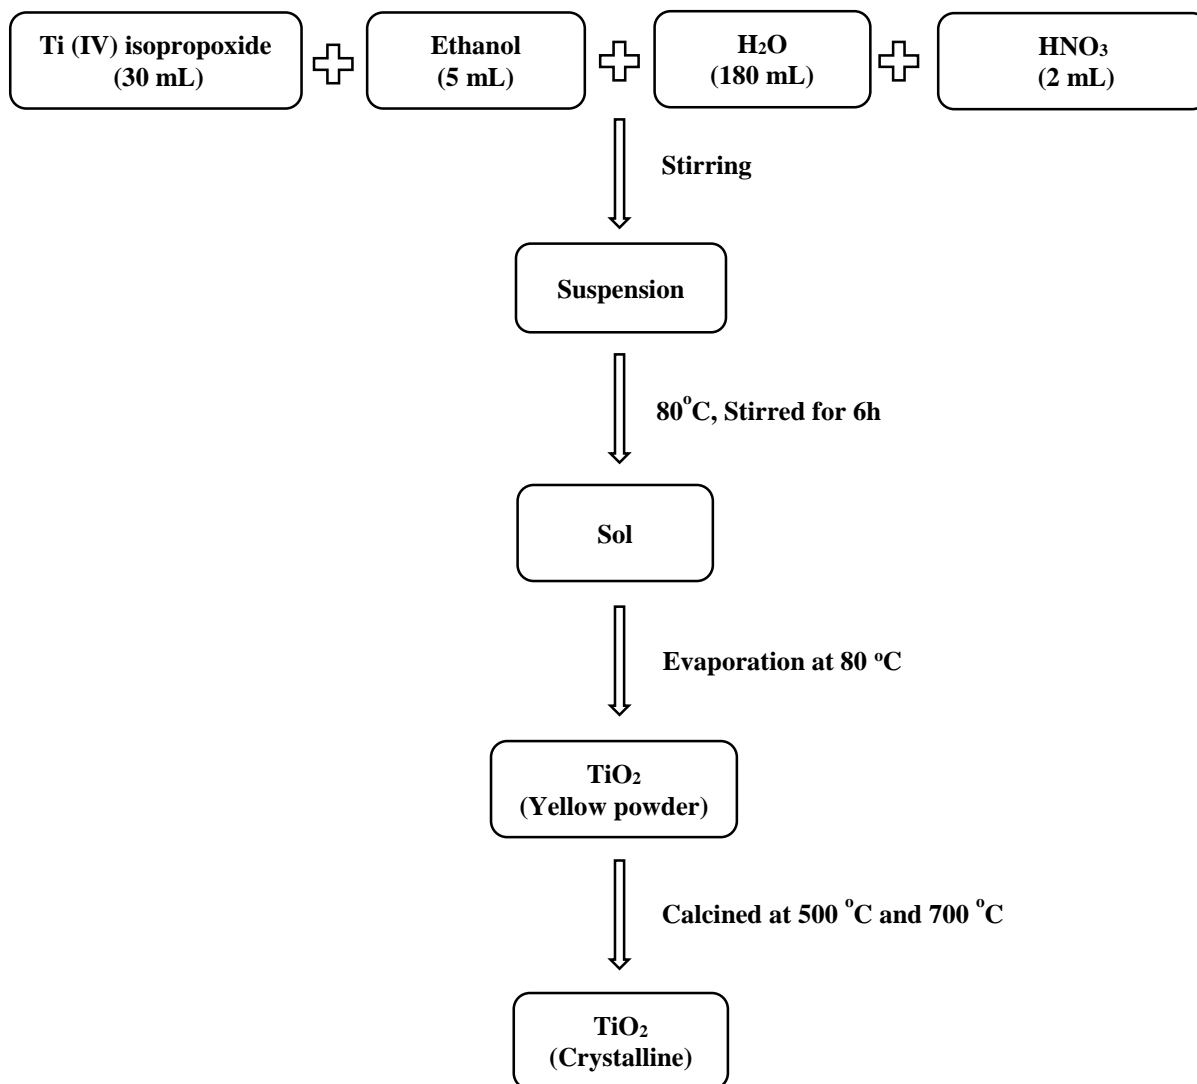 Ti (IV) isopropoxide
(30 mL)
Ethanol
(5 mL)
H₂O
(180 mL)
HNO₃
(2 mL)
Stirring
Suspension
80°C, Stirred for 6h
Sol
Evaporation at 80 °C
TiO₂
(Yellow powder)
Calcined at 500 °C and 700 °C
TiO₂
(Crystalline)